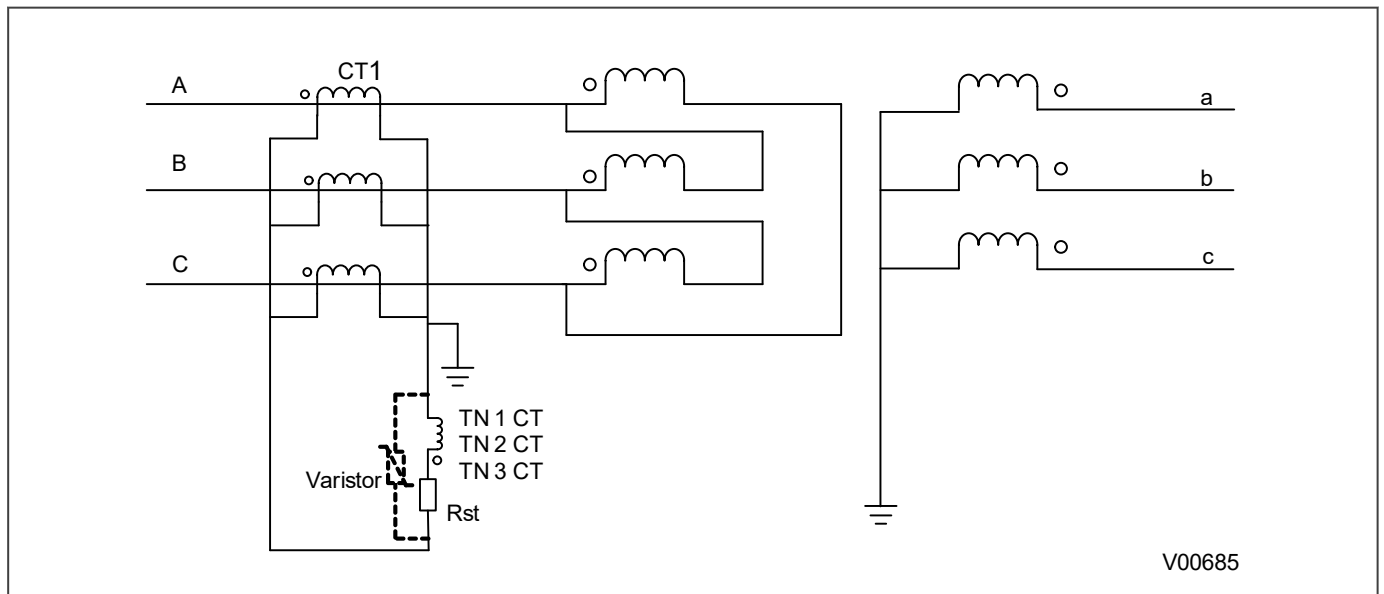 CT1
A
B
C
a
b
c
TN 1 CT
TN 2 CT
TN 3 CT
Varistor
Rst
V00685